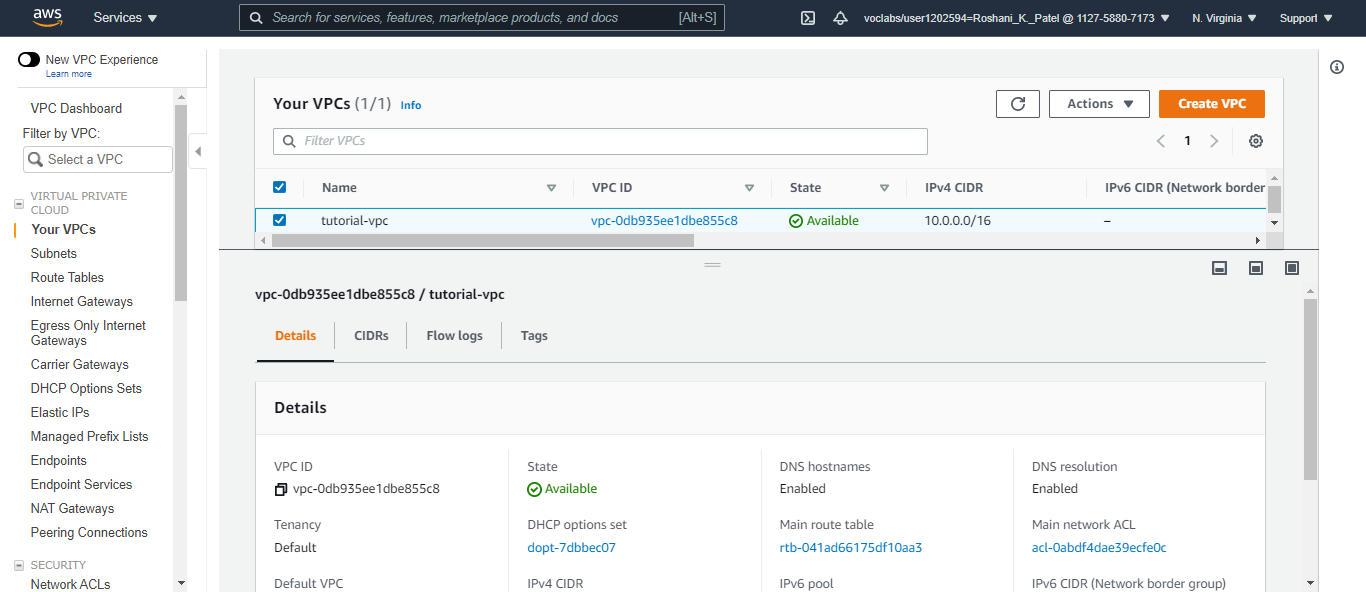 aws Services Search for services, features, marketplace products, and docs [Alt+S] voclabs/user1202594=Roshani_K._Patel @ 1127-5880-7173 N. Virginia Support
New VPC Experience
Learn more
VPC Dashboard
Filter by VPC:
Select a VPC
VIRTUAL PRIVATE
CLOUD
Your VPCs
Subnets
Route Tables
Internet Gateways
Egress Only Internet
Gateways
Carrier Gateways
DHCP Options Sets
Elastic IPs
Managed Prefix Lists
Endpoints
Endpoint Services
NAT Gateways
Peering Connections
SECURITY
Network ACLs
Your VPCs (1/1) Info Actions Create VPC
Filter VPCs 1
Name VPC ID State IPv4 CIDR IPv6 CIDR (Network border
tutorial-vpc vpc-0db935ee1dbe855c8 Available 10.0.0.0/16 –
vpc-0db935ee1dbe855c8 / tutorial-vpc
Details CIDRs Flow logs Tags
Details
VPC ID State DNS hostnames DNS resolution
vpc-0db935ee1dbe855c8 Available Enabled Enabled
Tenancy DHCP options set Main route table Main network ACL
Default dopt-7dbbec07 rtb-041ad66175df10aa3 acl-0abdf4dae39ecfe0c
Default VPC IPv4 CIDR IPv6 pool IPv6 CIDR (Network border group)